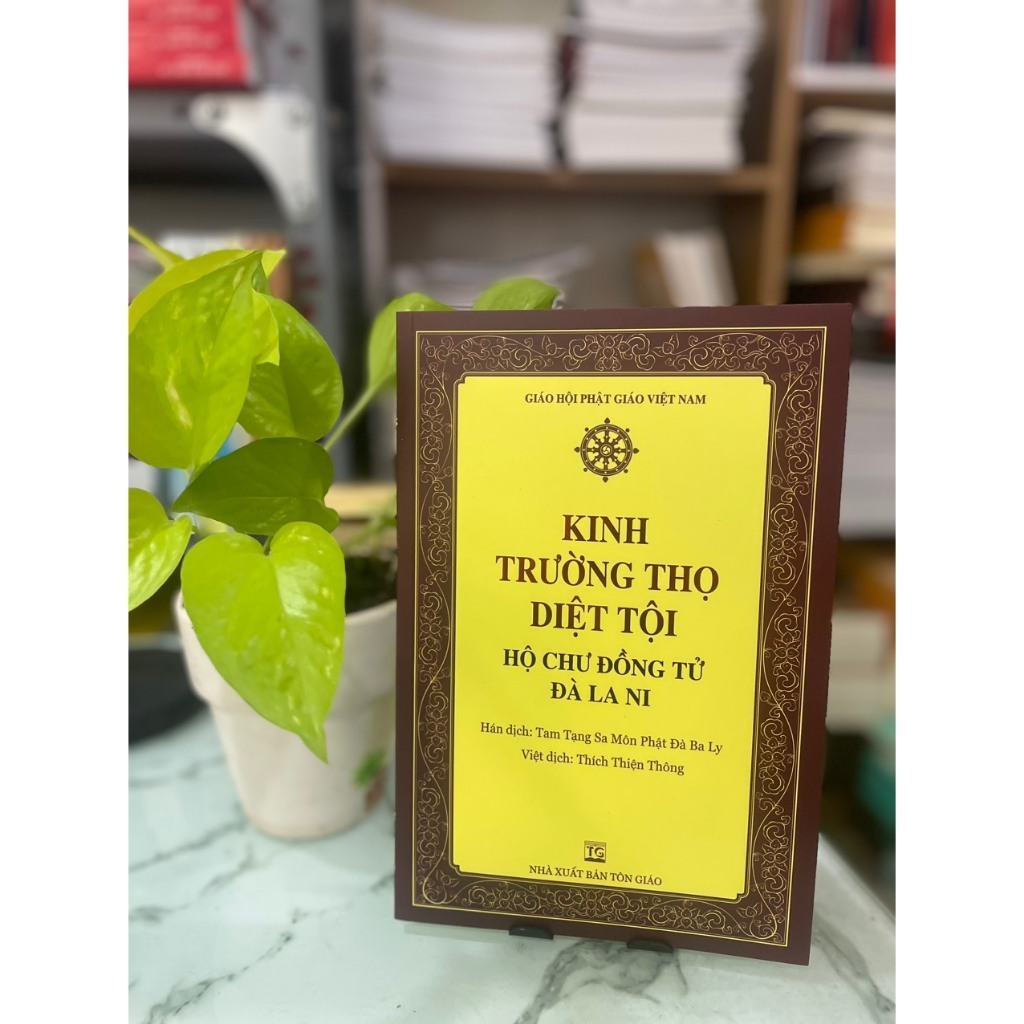 GIÁO HỘI PHẬT GIÁO VIỆT NAM
KINH
TRƯỜNG THỌ
DIỆT TỘI
HỘ CHƯ ĐỒNG TỬ
ĐÀ LA NI
Hán dịch: Tam Tạng Sa Môn Phật Đà Ba Ly
Việt dịch: Thích Thiện Thông
TG
NHÀ XUẤT BẢN TÔN GIÁO